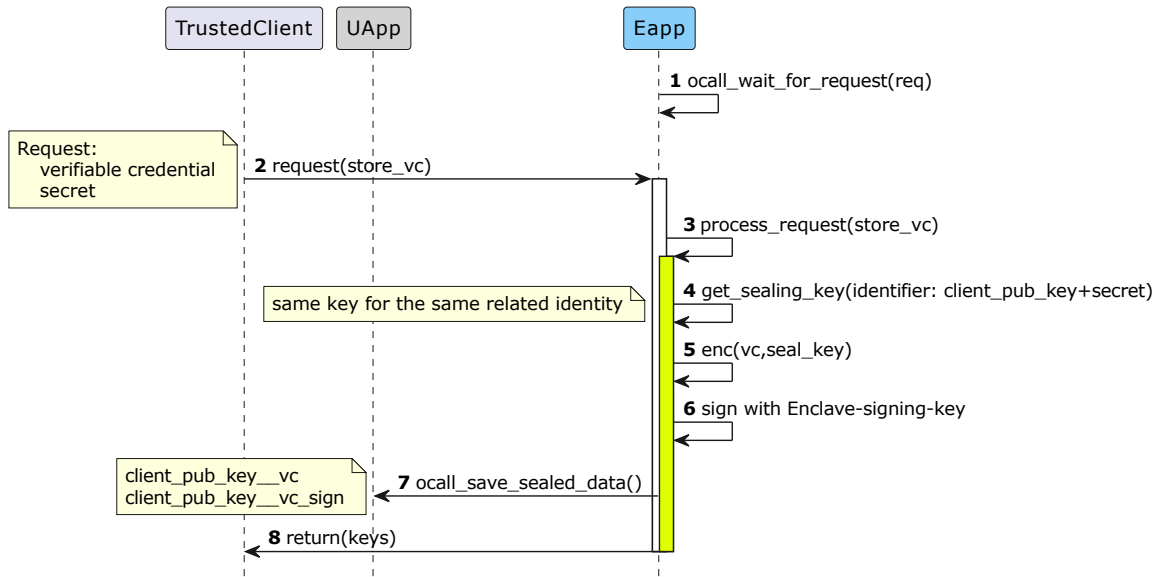 TrustedClient
UApp
Eapp
1 ocall_wait_for_request(req)
Request:
verifiable credential
secret
2 request(store_vc)
3 process_request(store_vc)
same key for the same related identity
4 get_sealing_key(identifier: client_pub_key+secret)
5 enc(vc,seal_key)
6 sign with Enclave-signing-key
client_pub_key__vc
client_pub_key__vc_sign
7 ocall_save_sealed_data()
8 return(keys)